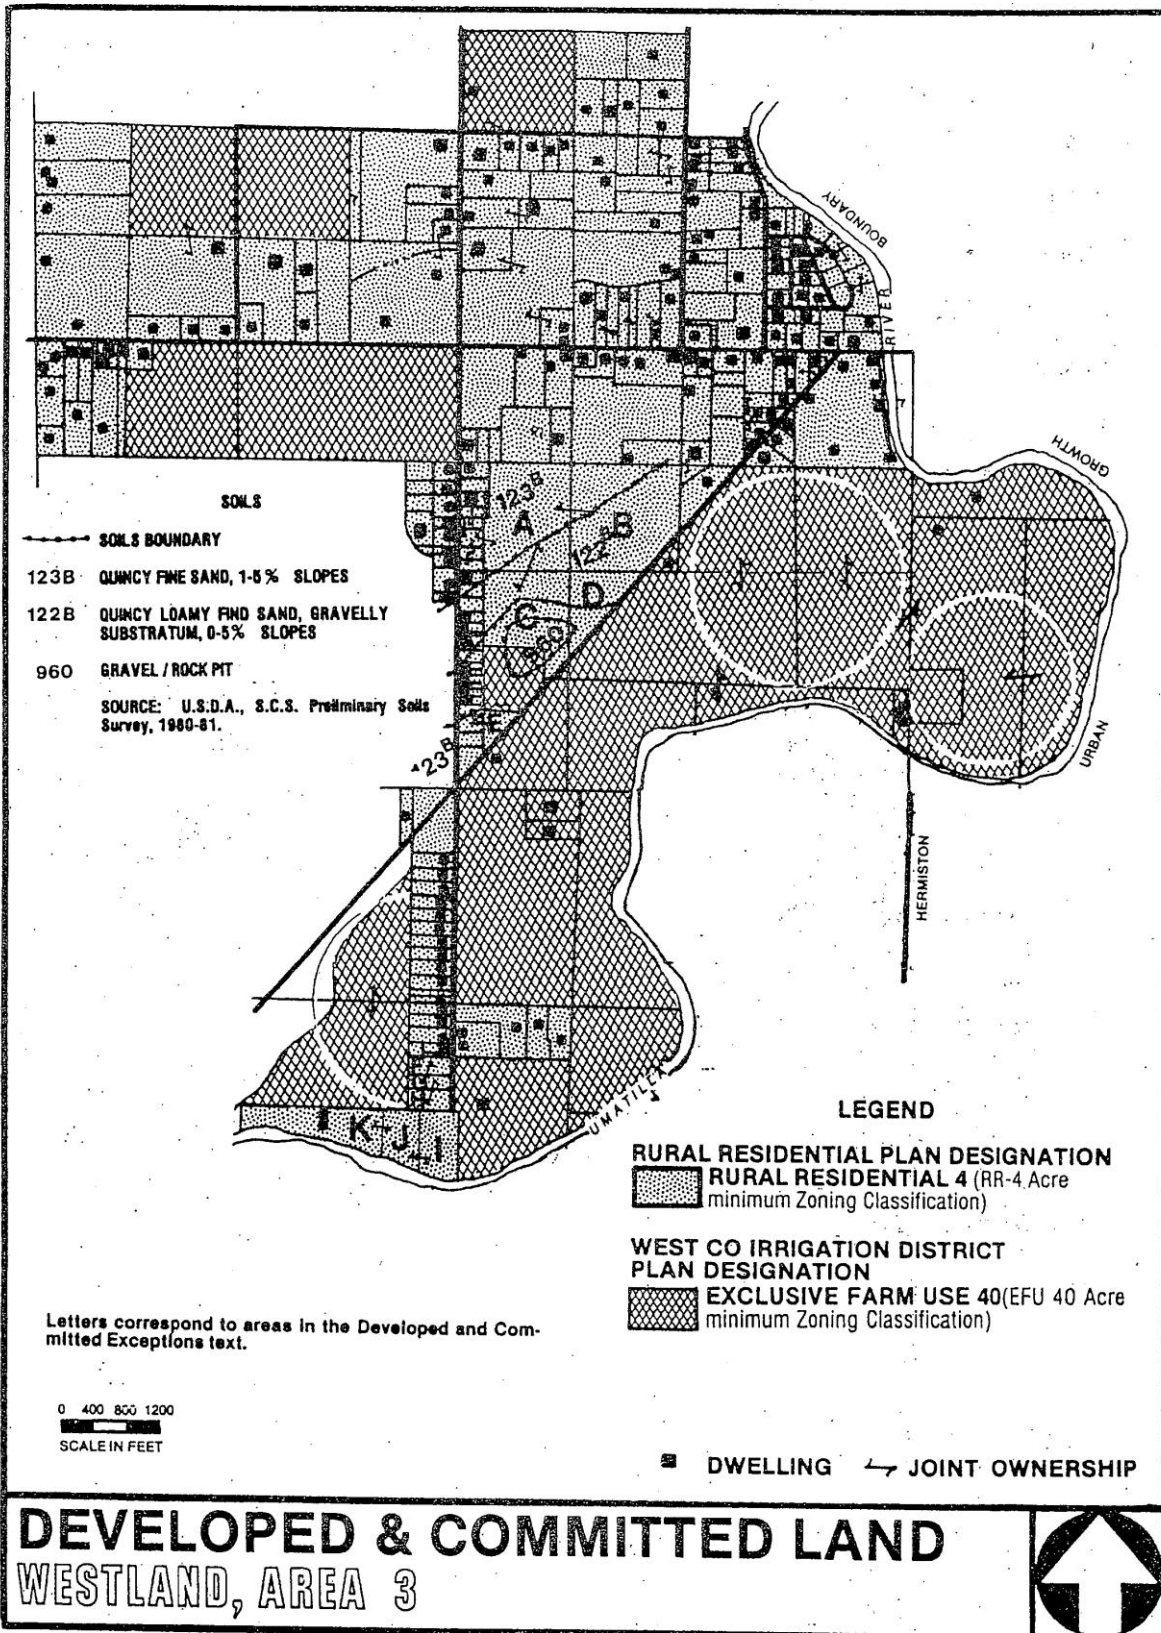 BOUNDARY
RIVER
GROWTH
URBAN
HERMISTON
UMATILLA
123B
A
122B
B
C
D
960
E
123B
K
J
I
SOILS
SOILS BOUNDARY
123B QUINCY FINE SAND, 1-5% SLOPES
122B QUINCY LOAMY FIND SAND, GRAVELLY
SUBSTRATUM, 0-5% SLOPES
960 GRAVEL / ROCK PIT
SOURCE: U.S.D.A., S.C.S. Preliminary Soils
Survey, 1980-81.
LEGEND
RURAL RESIDENTIAL PLAN DESIGNATION
RURAL RESIDENTIAL 4 (RR-4 Acre
minimum Zoning Classification)
WEST CO IRRIGATION DISTRICT
PLAN DESIGNATION
EXCLUSIVE FARM USE 40(EFU 40 Acre
minimum Zoning Classification)
Letters correspond to areas in the Developed and Com-
mitted Exceptions text.
0 400 800 1200
SCALE IN FEET
DWELLING JOINT OWNERSHIP
DEVELOPED & COMMITTED LAND
WESTLAND, AREA 3